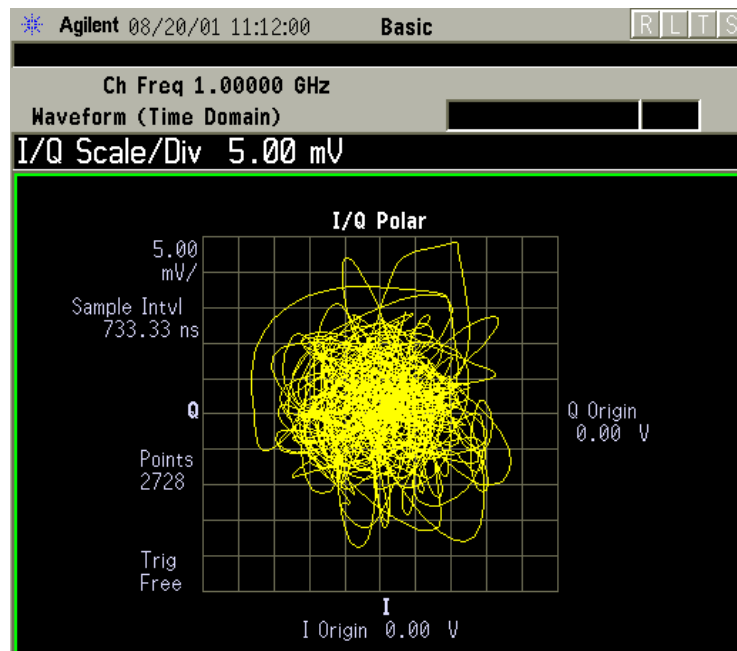 Agilent 08/20/01 11:12:00 Basic R L T S
Ch Freq 1.00000 GHz
Waveform (Time Domain)
I/Q Scale/Div 5.00 mV
I/Q Polar
5.00
mV/
Sample Intvl
733.33 ns
Q
Q Origin
0.00 V
Points
2728
Trig
Free
I
I Origin 0.00 V